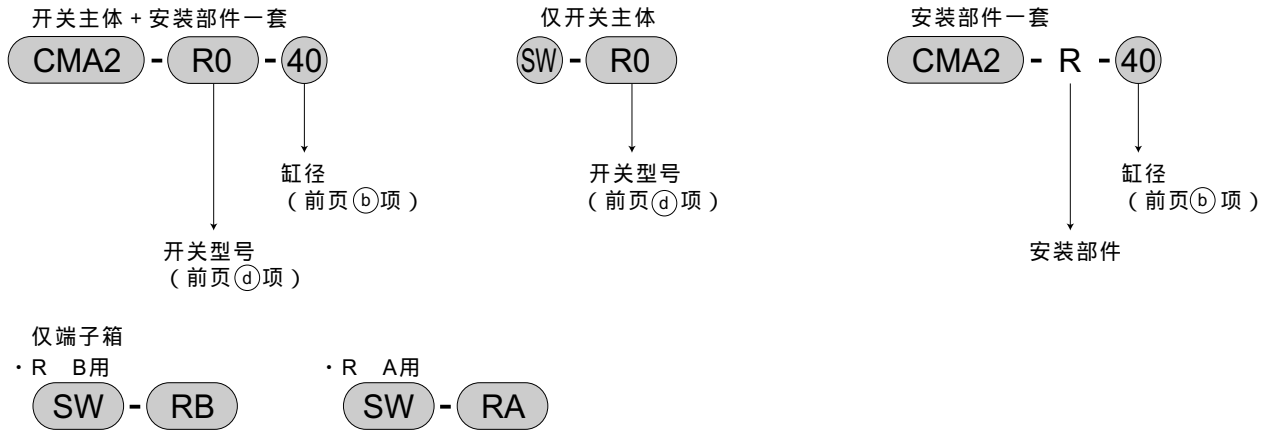 开关主体 + 安装部件一套
CMA2 - R0 - 40
缸径
(前页ⓑ项)
开关型号
(前页ⓓ项)
仅开关主体
SW - R0
开关型号
(前页ⓓ项)
安装部件一套
CMA2 - R - 40
缸径
(前页ⓑ项)
安装部件
仅端子箱
・R B用
SW - RB
・R A用
SW - RA